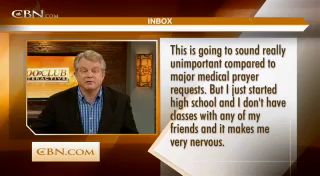 CBN.COM
INBOX
This is going to sound really
unimportant compared to
major medical prayer
requests. But I just started
high school and I don't have
classes with any of my
friends and it makes me
very nervous.
CLUB
INTERACTIVE
CBN.COM